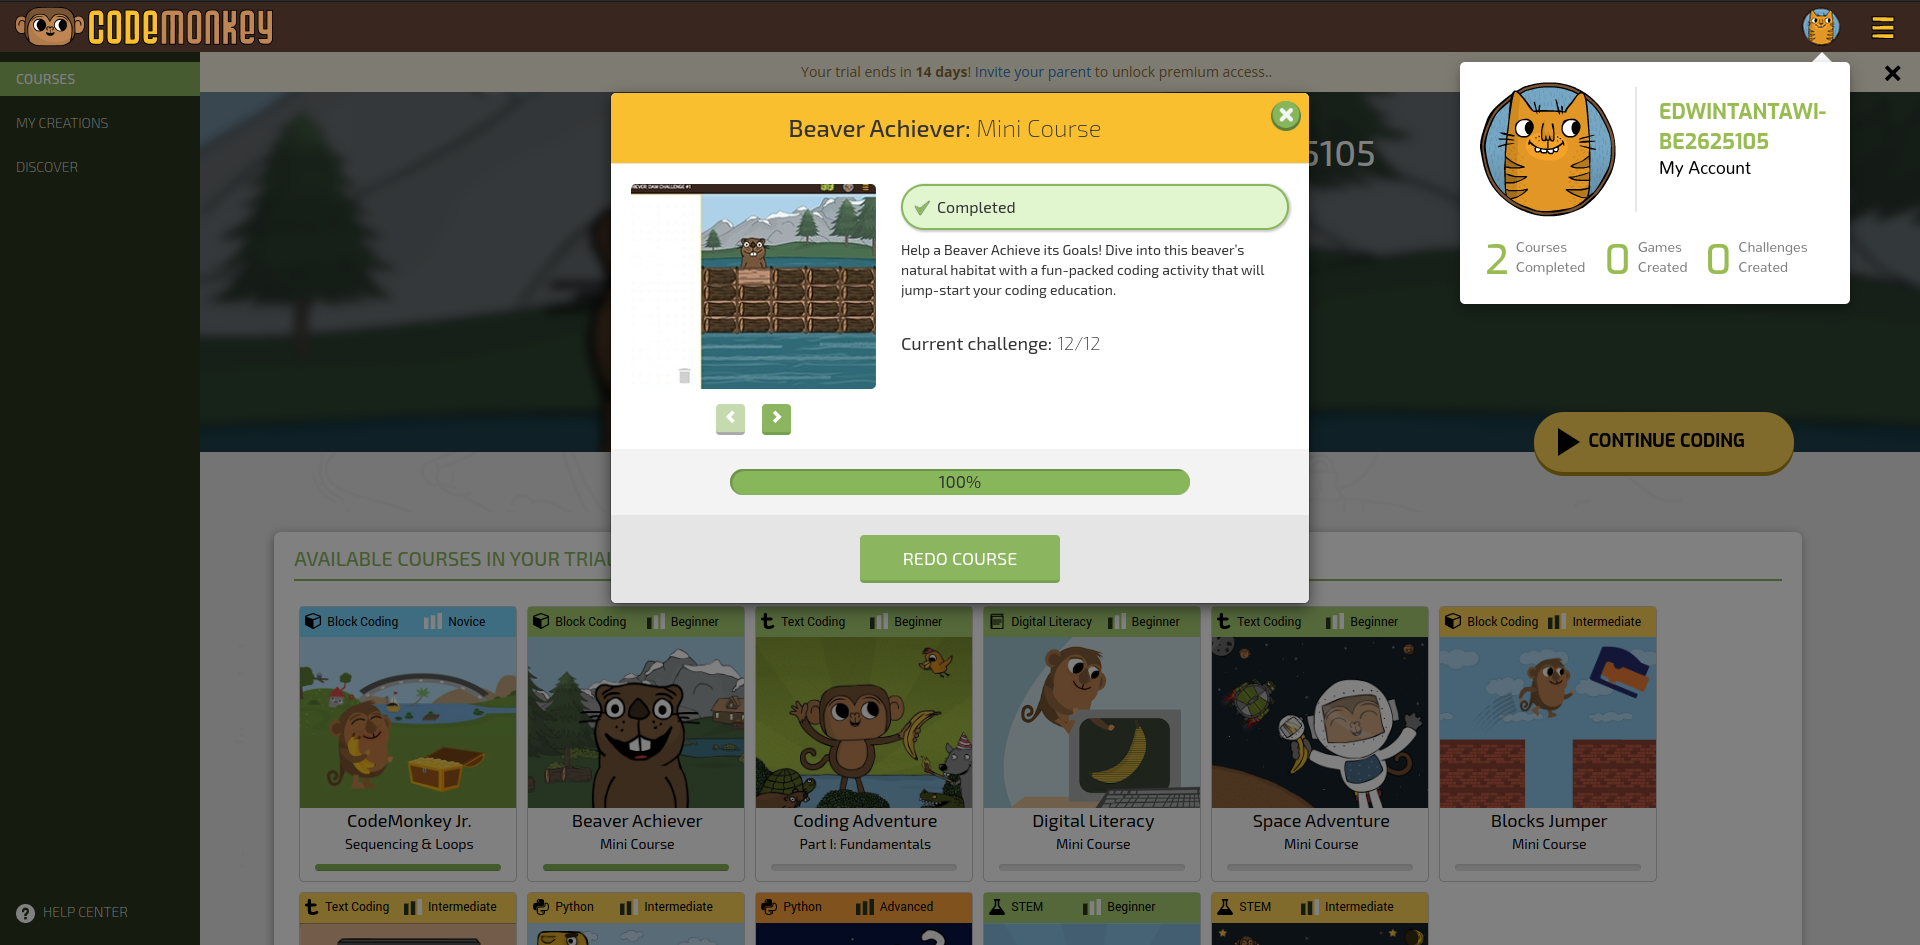 CODEMONKEY
COURSES
MY CREATIONS
DISCOVER
HELP CENTER
Your trial ends in 14 days! Invite your parent to unlock premium access..
5105
EDWINTANTAWI-
BE2625105
My Account
2 Courses Completed
0 Games Created
0 Challenges Created
Beaver Achiever: Mini Course
Completed
Help a Beaver Achieve its Goals! Dive into this beaver's
natural habitat with a fun-packed coding activity that will
jump-start your coding education.
Current challenge: 12/12
100%
REDO COURSE
CONTINUE CODING
AVAILABLE COURSES IN YOUR TRIAL
Block Coding Novice
CodeMonkey Jr.
Sequencing & Loops
Block Coding Beginner
Beaver Achiever
Mini Course
Text Coding Beginner
Coding Adventure
Part I: Fundamentals
Digital Literacy Beginner
Digital Literacy
Mini Course
Text Coding Beginner
Space Adventure
Mini Course
Block Coding Intermediate
Blocks Jumper
Mini Course
Text Coding Intermediate
Python Intermediate
Python Advanced
STEM Beginner
STEM Intermediate